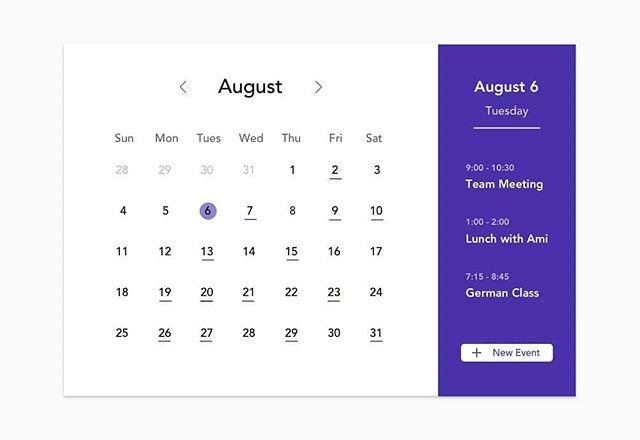 August
Sun Mon Tues Wed Thu Fri Sat
28 29 30 31 1 2 3
4 5 6 7 8 9 10
11 12 13 14 15 16 17
18 19 20 21 22 23 24
25 26 27 28 29 30 31
August 6
Tuesday
9:00 - 10:30
Team Meeting
1:00 - 2:00
Lunch with Ami
7:15 - 8:45
German Class
+ New Event